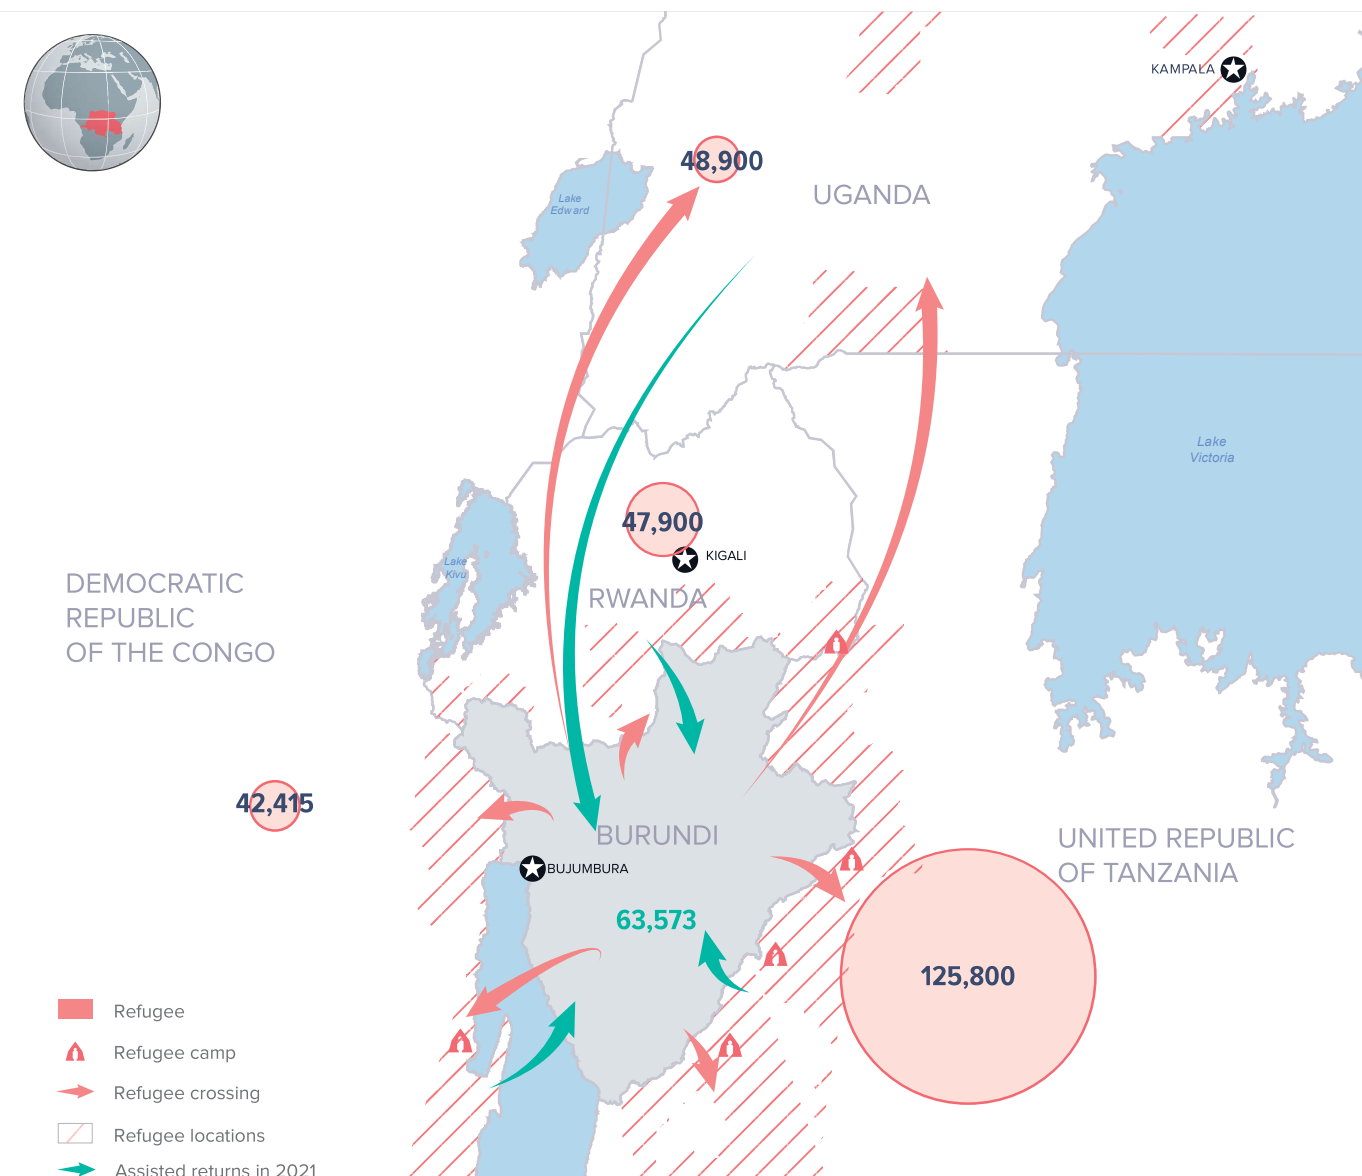 KAMPALA
48,900
UGANDA
Lake
Edward
Lake
Victoria
47,900
KIGALI
Lake
Kivu
RWANDA
DEMOCRATIC
REPUBLIC
OF THE CONGO
42,415
BURUNDI
UNITED REPUBLIC
OF TANZANIA
BUJUMBURA
63,573
125,800
Refugee
Refugee camp
Refugee crossing
Refugee locations
Assisted returns in 2021